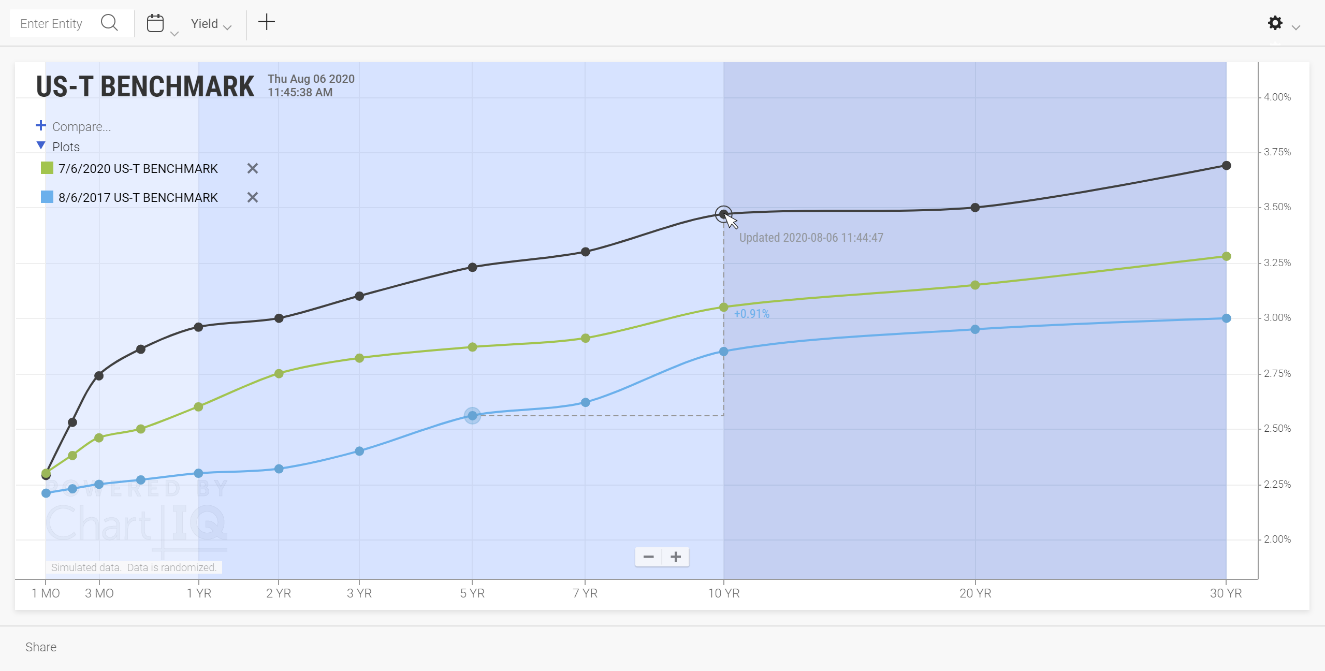 Enter Entity
Yield
US-T BENCHMARK
Thu Aug 06 2020
11:45:38 AM
Compare...
Plots
7/6/2020 US-T BENCHMARK
8/6/2017 US-T BENCHMARK
4.00%
3.75%
3.50%
3.25%
3.00%
2.75%
2.50%
2.25%
2.00%
Updated 2020-08-06 11:44:47
+0.91%
POWERED BY
Chart|IQ
Simulated data. Data is randomized.
1 MO 3 MO 1 YR 2 YR 3 YR 5 YR 7 YR 10 YR 20 YR 30 YR
Share